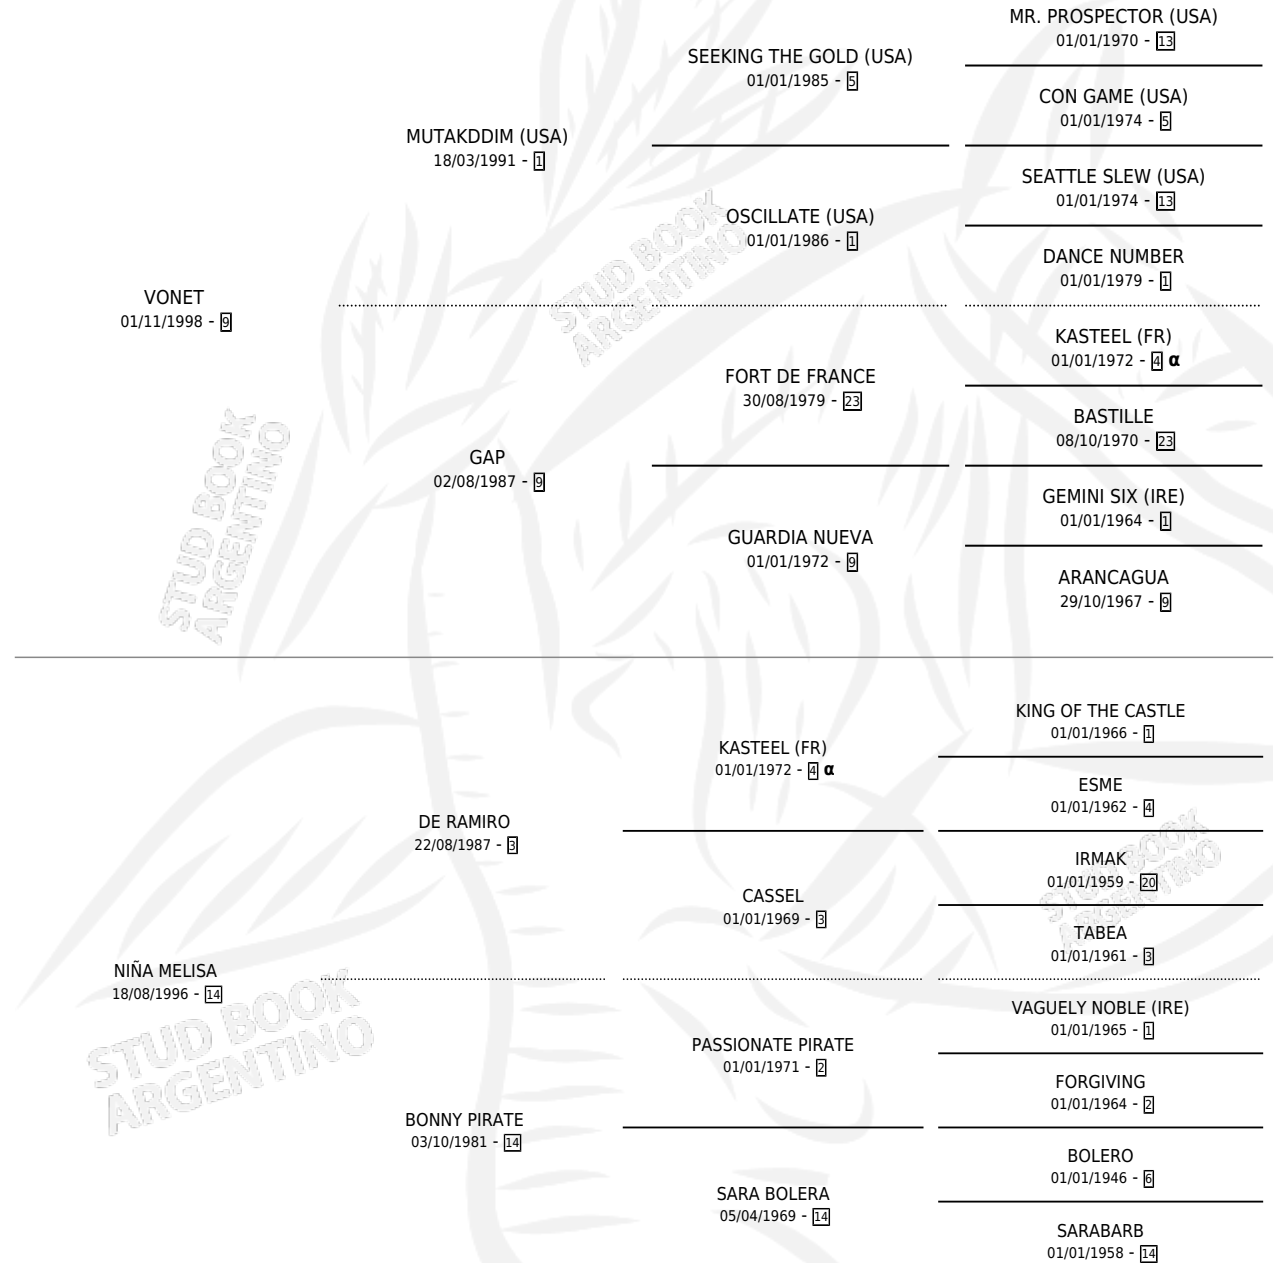 MR. PROSPECTOR (USA)
01/01/1970 - 13
SEEKING THE GOLD (USA)
01/01/1985 - 5
CON GAME (USA)
01/01/1974 - 5
MUTAKDDIM (USA)
18/03/1991 - 1
SEATTLE SLEW (USA)
01/01/1974 - 13
OSCILLATE (USA)
01/01/1986 - 1
DANCE NUMBER
01/01/1979 - 1
VONET
01/11/1998 - 9
KASTEEL (FR)
01/01/1972 - 4 α
FORT DE FRANCE
30/08/1979 - 23
BASTILLE
08/10/1970 - 23
GAP
02/08/1987 - 9
GEMINI SIX (IRE)
01/01/1964 - 1
GUARDIA NUEVA
01/01/1972 - 9
ARANCAGUA
29/10/1967 - 9
KING OF THE CASTLE
01/01/1966 - 1
KASTEEL (FR)
01/01/1972 - 4 α
ESME
01/01/1962 - 4
DE RAMIRO
22/08/1987 - 3
IRMAK
01/01/1959 - 20
CASSEL
01/01/1969 - 3
TABEA
01/01/1961 - 3
NIÑA MELISA
18/08/1996 - 14
VAGUELY NOBLE (IRE)
01/01/1965 - 1
PASSIONATE PIRATE
01/01/1971 - 2
FORGIVING
01/01/1964 - 2
BONNY PIRATE
03/10/1981 - 14
BOLERO
01/01/1946 - 6
SARA BOLERA
05/04/1969 - 14
SARABARB
01/01/1958 - 14
STUD BOOK
ARGENTINO
STUD BOOK
ARGENTINO
STUD BOOK
ARGENTINO
STUD BOOK
ARGENTINO